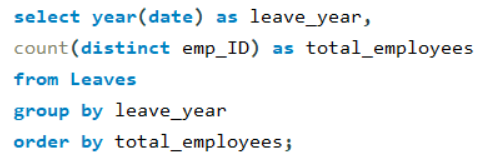 select year(date) as leave_year,
count(distinct emp_ID) as total_employees
from Leaves
group by leave_year
order by total_employees;